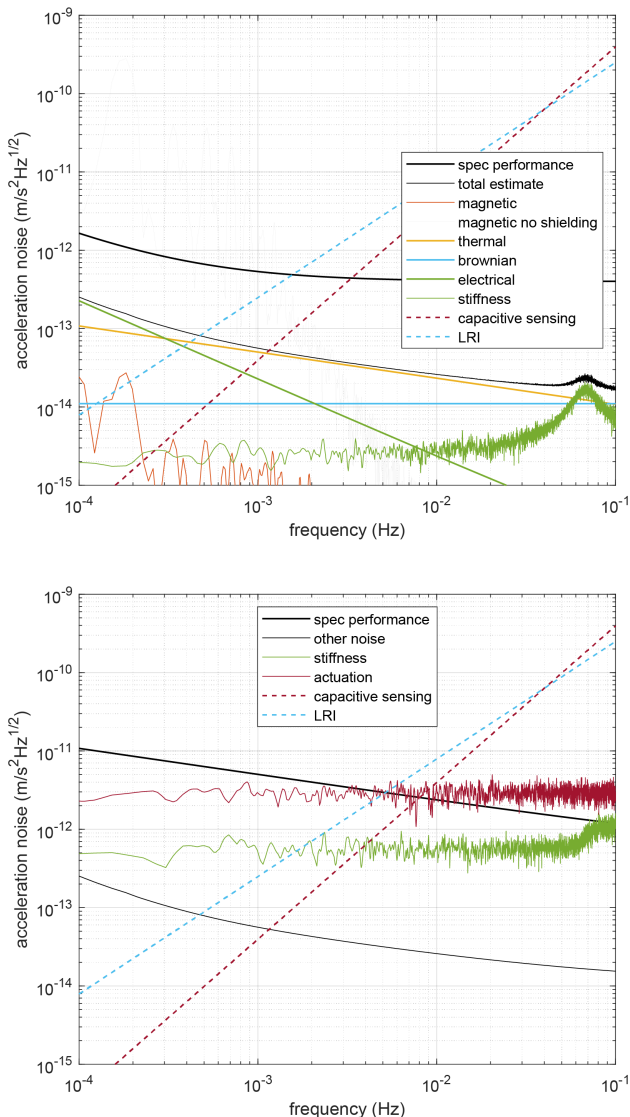 10^-9
10^-10
10^-11
10^-12
10^-13
10^-14
10^-15
acceleration noise (m/s^2Hz^1/2)
spec performance
total estimate
magnetic
magnetic no shielding
thermal
brownian
electrical
stiffness
capacitive sensing
LRI
10^-4
10^-3
10^-2
10^-1
frequency (Hz)
10^-9
10^-10
10^-11
10^-12
10^-13
10^-14
10^-15
acceleration noise (m/s^2Hz^1/2)
spec performance
other noise
stiffness
actuation
capacitive sensing
LRI
10^-4
10^-3
10^-2
10^-1
frequency (Hz)